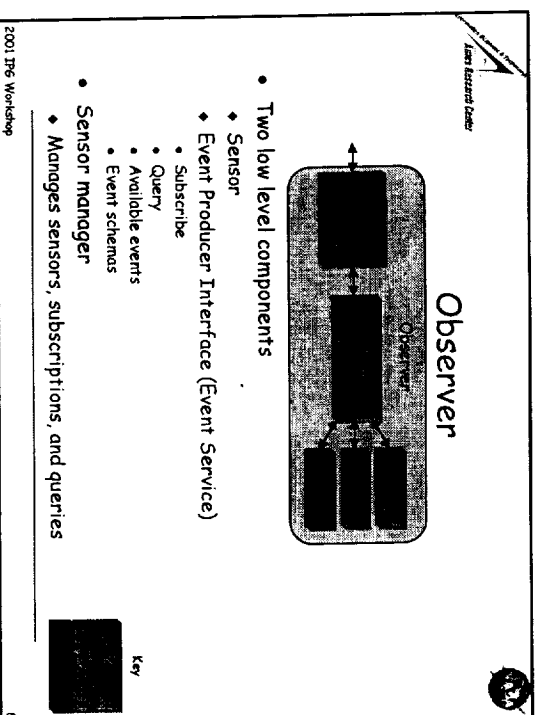 Ames Research Center
Observer
Observer
• Two low level components
♦ Sensor
♦ Event Producer Interface (Event Service)
• Subscribe
• Query
• Available events
• Event schemas
• Sensor manager
♦ Manages sensors, subscriptions, and queries
Key
2001 IPG Workshop